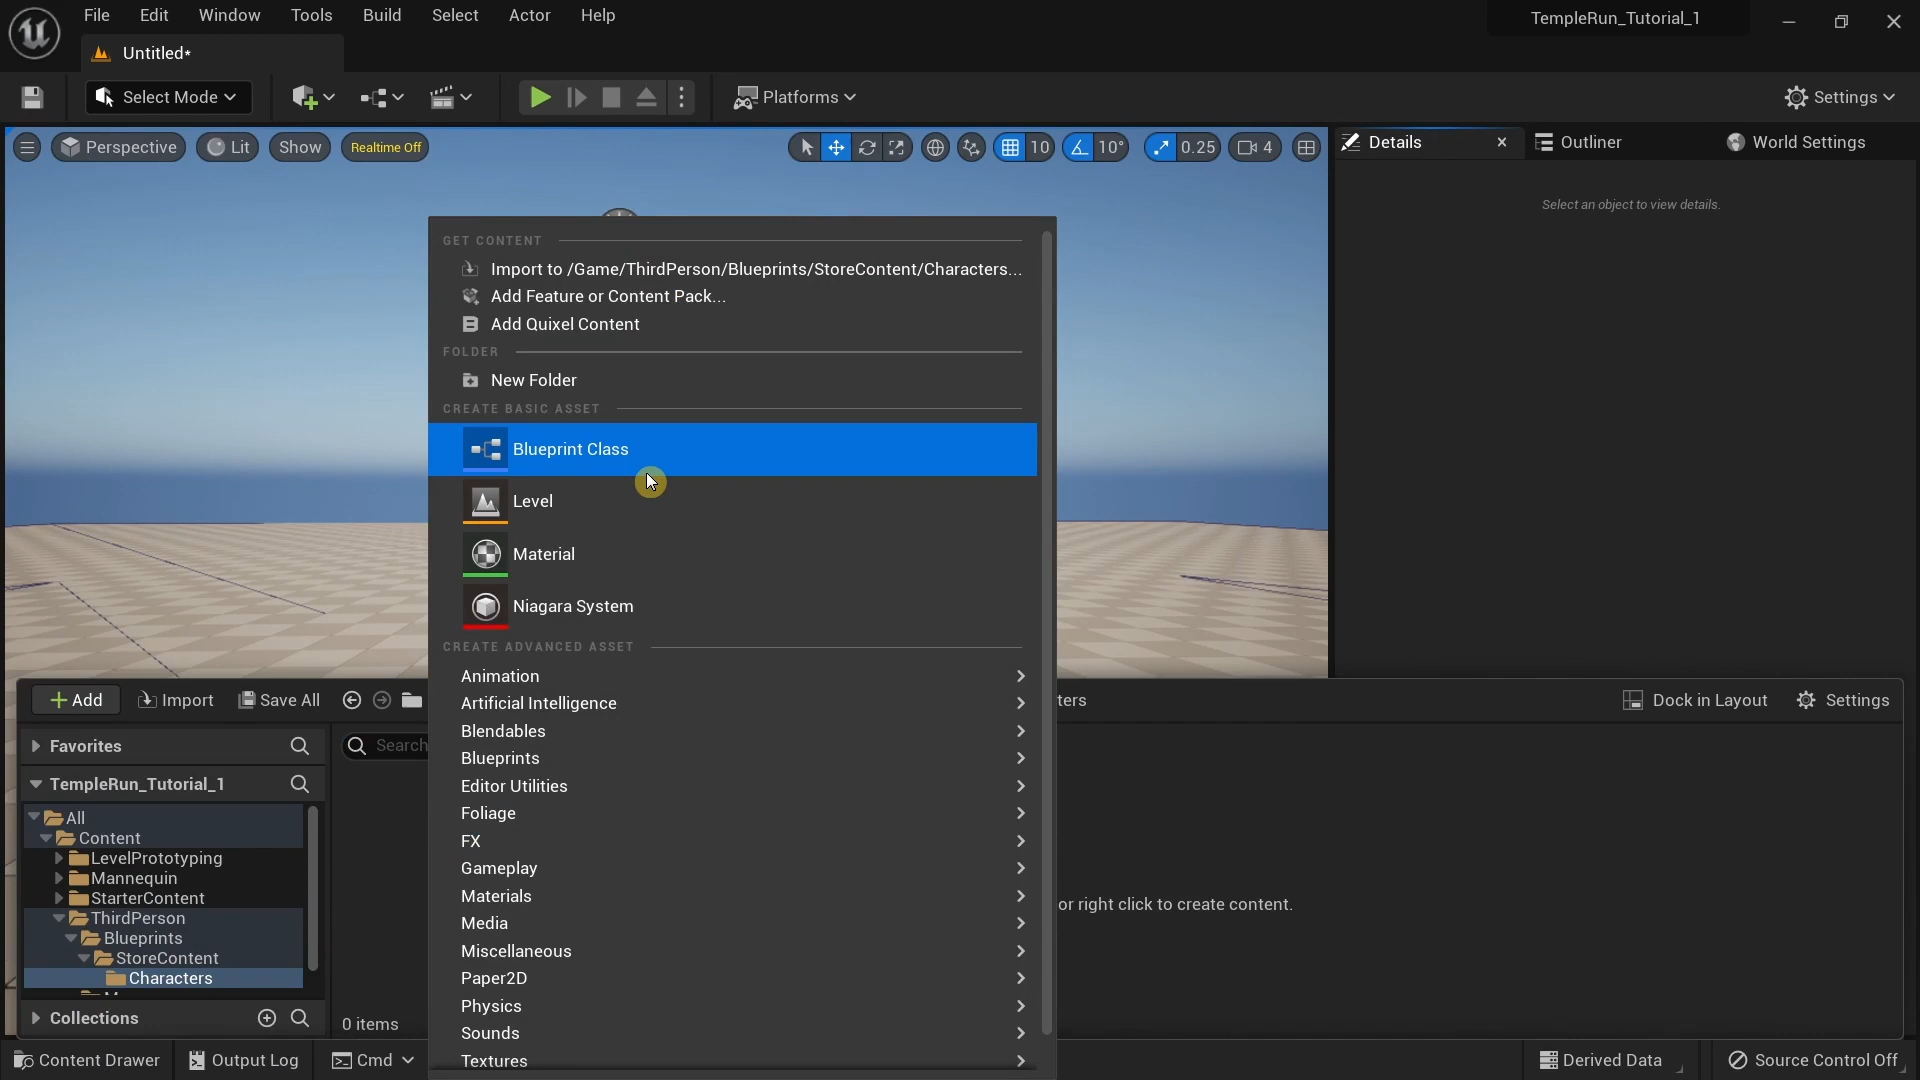 File Edit Window Tools Build Select Actor Help
TempleRun_Tutorial_1
Untitled*
Select Mode
Platforms
Settings
Perspective Lit Show Realtime Off
10 10° 0.25 4
Details Outliner World Settings
Select an object to view details.
GET CONTENT
Import to /Game/ThirdPerson/Blueprints/StoreContent/Characters...
Add Feature or Content Pack...
Add Quixel Content
FOLDER
New Folder
CREATE BASIC ASSET
Blueprint Class
Level
Material
Niagara System
CREATE ADVANCED ASSET
Animation
Artificial Intelligence
Blendables
Blueprints
Editor Utilities
Foliage
FX
Gameplay
Materials
Media
Miscellaneous
Paper2D
Physics
Sounds
Textures
Add Import Save All
ters
Dock in Layout Settings
Favorites
Search
TempleRun_Tutorial_1
All
Content
LevelPrototyping
Mannequin
StarterContent
ThirdPerson
Blueprints
StoreContent
Characters
or right click to create content.
Collections
0 items
Content Drawer Output Log Cmd
Derived Data Source Control Off